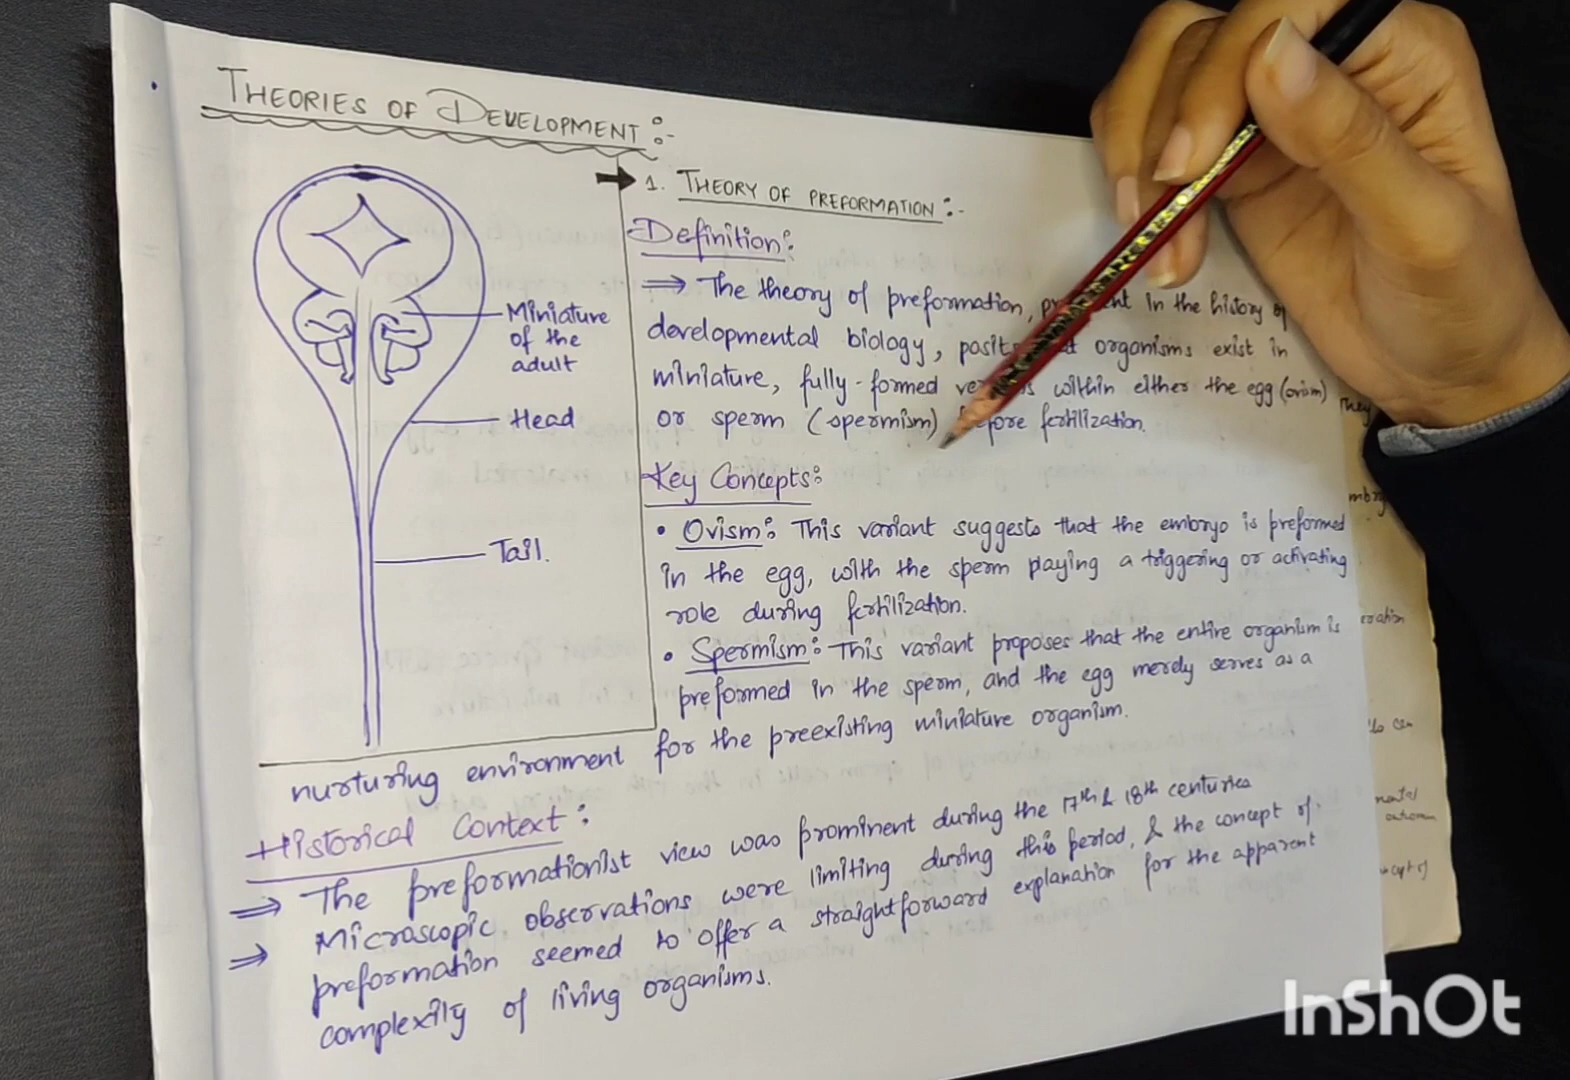 THEORIES OF DEVELOPMENT :-
1. THEORY OF PREFORMATION :-
Definition:
⇒ The theory of preformation, in the history of
developmental biology, posits organisms exist in
miniature, fully-formed within either the egg (ovism)
or sperm (spermism) before fertilization.
Miniature
of the
adult
Head
Tail.
Key Concepts:
• Ovism: This variant suggests that the embryo is preformed
in the egg, with the sperm playing a triggering or activating
role during fertilization.
• Spermism: This variant proposes that the entire organism is
preformed in the sperm, and the egg merely serves as a
nurturing environment for the preexisting miniature organism.
Historical Context:
⇒ The preformationist view was prominent during the 17th & 18th centuries
⇒ Microscopic observations were limiting during this period, & the concept of
preformation seemed to offer a straightforward explanation for the apparent
complexity of living organisms.
They
InShOt